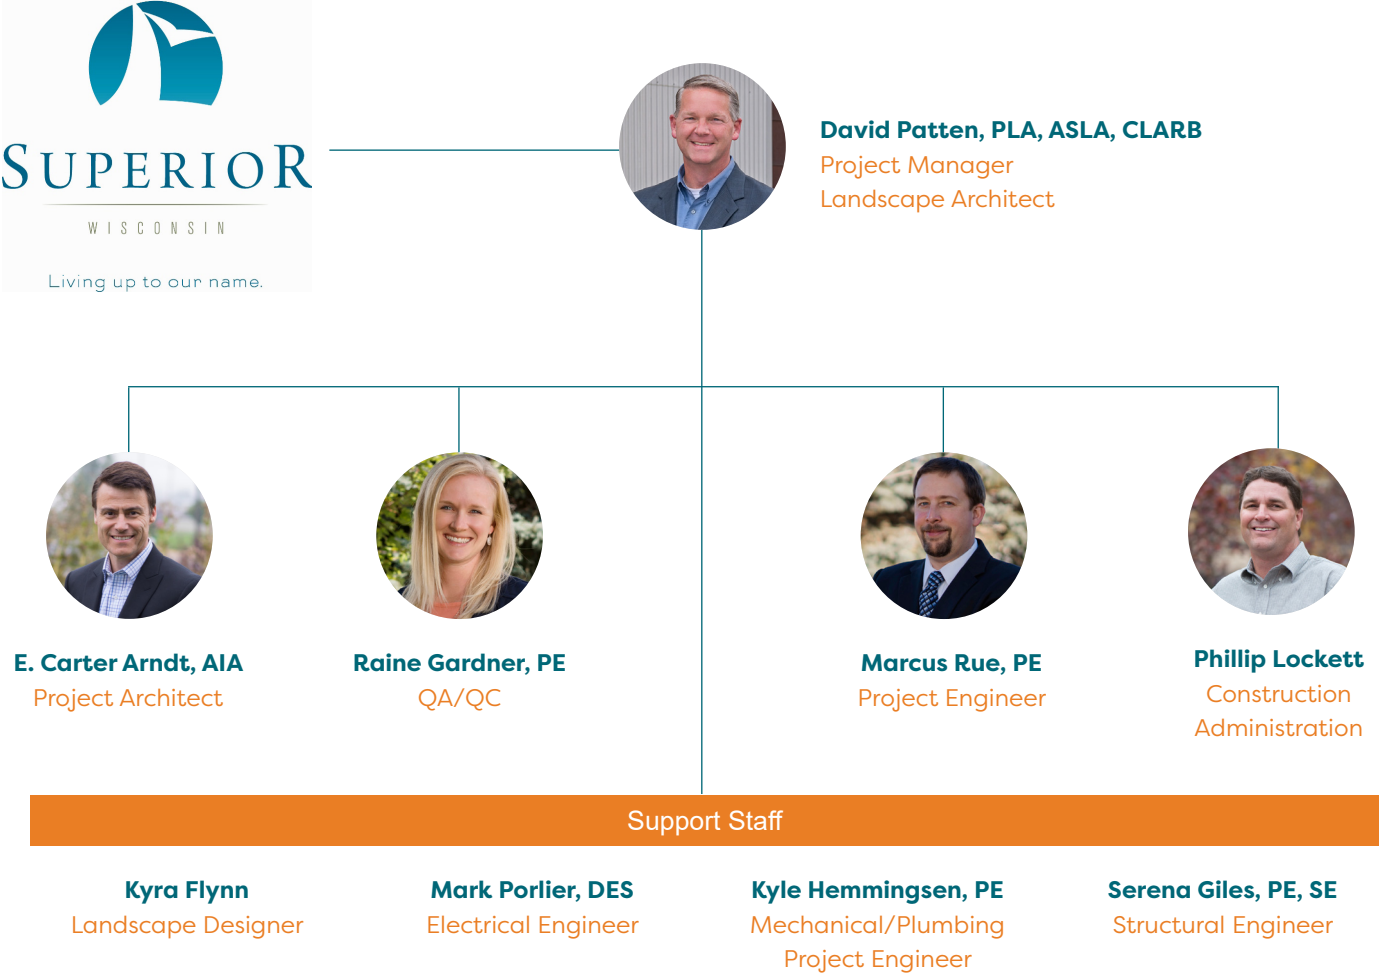 SUPERIOR
WISCONSIN
Living up to our name.
David Patten, PLA, ASLA, CLARB
Project Manager
Landscape Architect
E. Carter Arndt, AIA
Project Architect
Raine Gardner, PE
QA/QC
Marcus Rue, PE
Project Engineer
Phillip Lockett
Construction
Administration
Support Staff
Kyra Flynn
Landscape Designer
Mark Porlier, DES
Electrical Engineer
Kyle Hemmingsen, PE
Mechanical/Plumbing
Project Engineer
Serena Giles, PE, SE
Structural Engineer